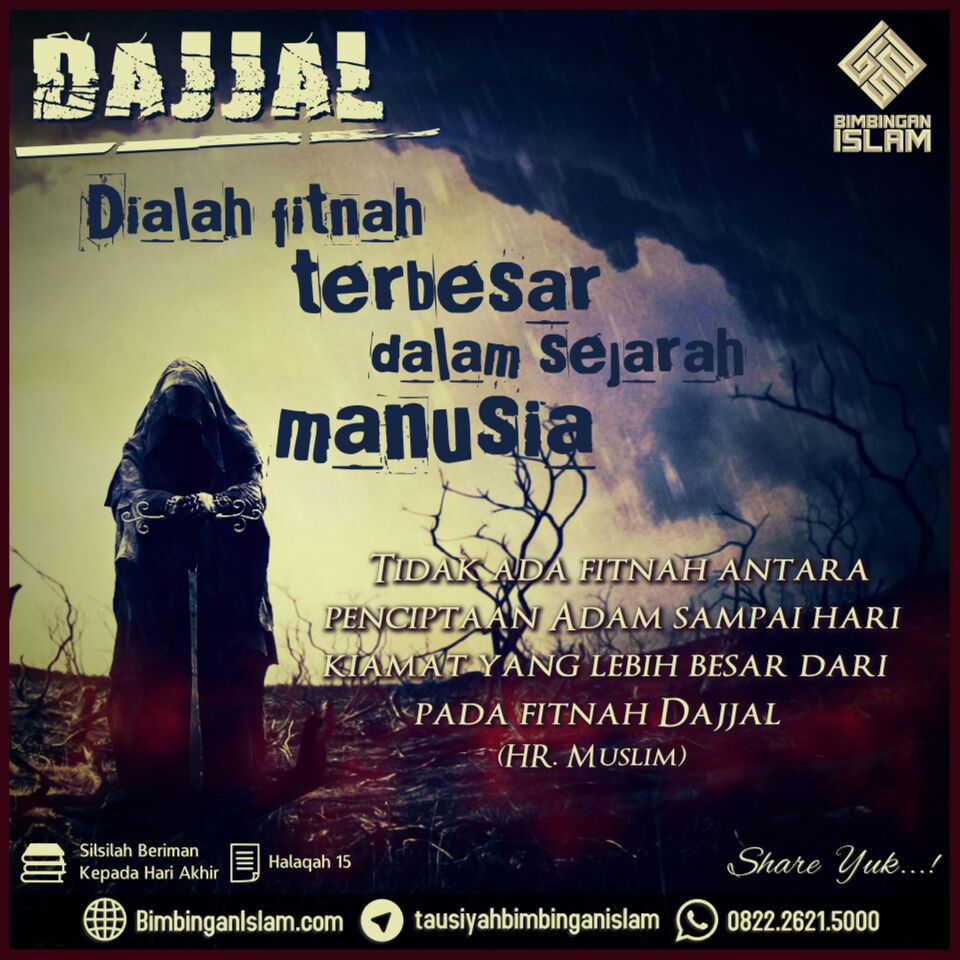 DAJJAL
BIMBINGAN
ISLAM
Dialah fitnah
terbesar
dalam sejarah
manusia
Tidak ada fitnah antara
penciptaan Adam sampai hari
kiamat yang lebih besar dari
pada fitnah Dajjal
(HR. Muslim)
Silsilah Beriman
Kepada Hari Akhir
Halaqah 15
Share Yuk...!
BimbinganIslam.com
tausiyahbimbinganislam
0822.2621.5000